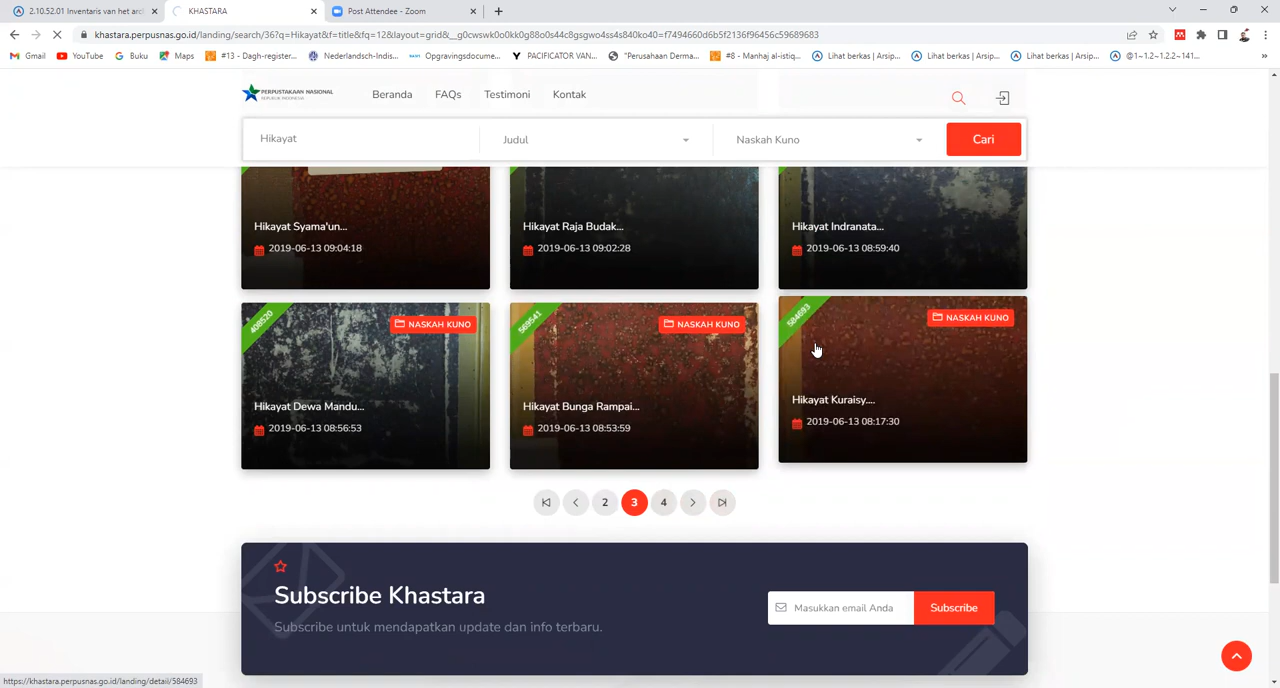 2.10.52.01 Inventaris van het arc
KHASTARA
Post Attendee - Zoom
khastara.perpusnas.go.id/landing/search/36?q=Hikayat&f=title&fq=12&layout=grid&__g0cwswk0o0kk0g88o0s44c8gsgwo4ss4s840ko40=f7494660d6b5f2136f96456c59689683
Gmail
YouTube
Buku
Maps
#13 - Dagh-register...
Nederlandsch-Indis...
Opgravingsdocume...
PACIFICATOR VAN...
"Perusahaan Derma...
#8 - Manhaj al-istiq...
Lihat berkas | Arsip...
Lihat berkas | Arsip...
Lihat berkas | Arsip...
@1~1.2~1.2.2~141...
PERPUSTAKAAN NASIONAL
REPUBLIK INDONESIA
Beranda
FAQs
Testimoni
Kontak
Hikayat
Judul
Naskah Kuno
Cari
Hikayat Syama'un...
2019-06-13 09:04:18
Hikayat Raja Budak...
2019-06-13 09:02:28
Hikayat Indranata...
2019-06-13 08:59:40
408520
NASKAH KUNO
Hikayat Dewa Mandu...
2019-06-13 08:56:53
569541
NASKAH KUNO
Hikayat Bunga Rampai...
2019-06-13 08:53:59
584693
NASKAH KUNO
Hikayat Kuraisy....
2019-06-13 08:17:30
2
3
4
Subscribe Khastara
Subscribe untuk mendapatkan update dan info terbaru.
Masukkan email Anda
Subscribe
https://khastara.perpusnas.go.id/landing/detail/584693